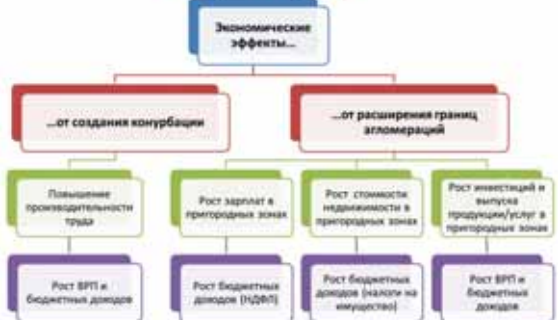 Экономические
эффекты...
...от создания конурбации
...от расширения границ
агломераций
Повышение
производительности
труда
Рост зарплат в
пригородных зонах
Рост стоимости
недвижимости в
пригородных зонах
Рост инвестиций и
выпуска
продукции/услуг в
пригородных зонах
Рост ВРП и
бюджетных доходов
Рост бюджетных
доходов (НДФЛ)
Рост бюджетных
доходов (налоги на
имущество)
Рост ВРП и
бюджетных
доходов